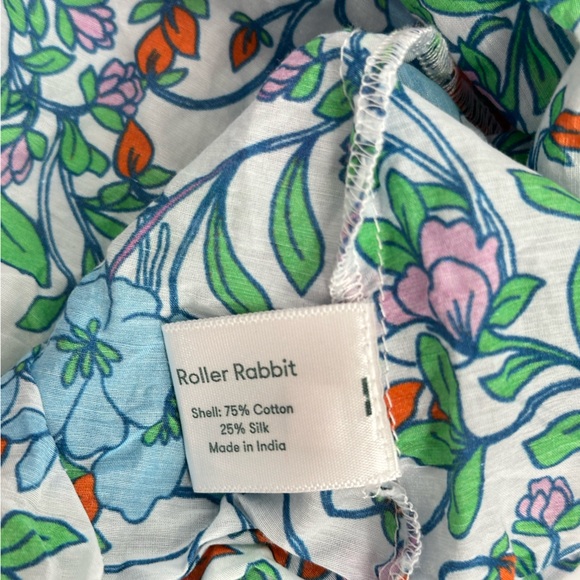 Roller Rabbit
Shell: 75% Cotton
25% Silk
Made in India